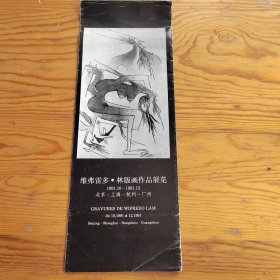 维弗雷多·林版画作品展览
1991.10－1991.12
北京－上海－杭州－广州
GRAVURES DE WIFREDO LAM
de 10.1991 à 12.1991
Beijing - Shanghai - Hangzhou - Guangzhou